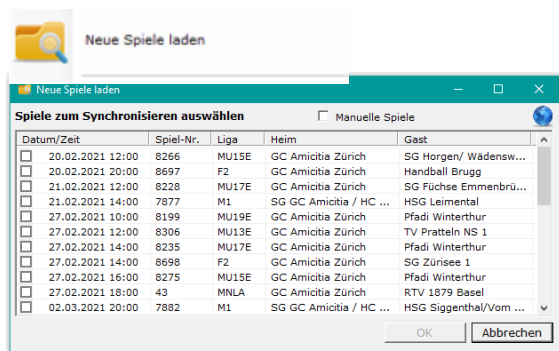 Neue Spiele laden
Neue Spiele laden
Spiele zum Synchronisieren auswählen Manuelle Spiele
Datum/Zeit Spiel-Nr. Liga Heim Gast
20.02.2021 12:00 8266 MU15E GC Amicitia Zürich SG Horgen/ Wädensw...
20.02.2021 20:00 8697 F2 GC Amicitia Zürich Handball Brugg
21.02.2021 12:00 8228 MU17E GC Amicitia Zürich SG Füchse Emmenbrü...
21.02.2021 14:00 7877 M1 SG GC Amicitia / HC ... HSG Leimental
27.02.2021 10:00 8199 MU19E GC Amicitia Zürich Pfadi Winterthur
27.02.2021 12:00 8306 MU13E GC Amicitia Zürich TV Pratteln NS 1
27.02.2021 14:00 8235 MU17E GC Amicitia Zürich Pfadi Winterthur
27.02.2021 14:00 8698 F2 GC Amicitia Zürich SG Zürisee 1
27.02.2021 16:00 8275 MU15E GC Amicitia Zürich Pfadi Winterthur
27.02.2021 18:00 43 MNLA GC Amicitia Zürich RTV 1879 Basel
02.03.2021 20:00 7882 M1 SG GC Amicitia / HC ... HSG Siggenthal/Vom ...
OK Abbrechen